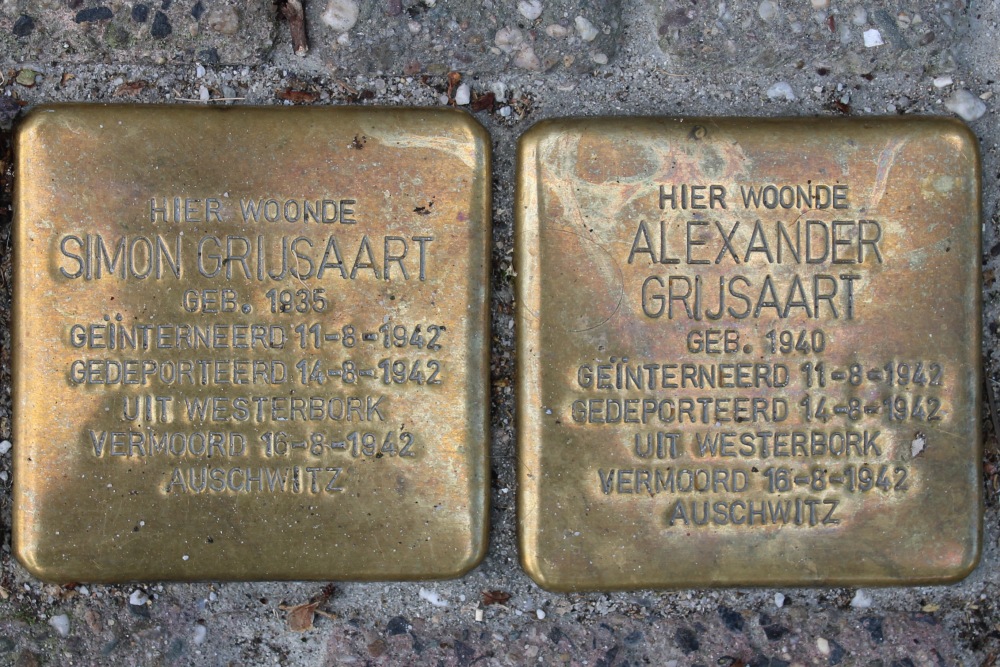 HIER WOONDE
SIMON GRIJSAART
GEB. 1935
GEÏNTERNEERD 11-8-1942
GEDEPORTEERD 14-8-1942
UIT WESTERBORK
VERMOORD 16-8-1942
AUSCHWITZ
HIER WOONDE
ALEXANDER
GRIJSAART
GEB. 1940
GEÏNTERNEERD 11-8-1942
GEDEPORTEERD 14-8-1942
UIT WESTERBORK
VERMOORD 16-8-1942
AUSCHWITZ